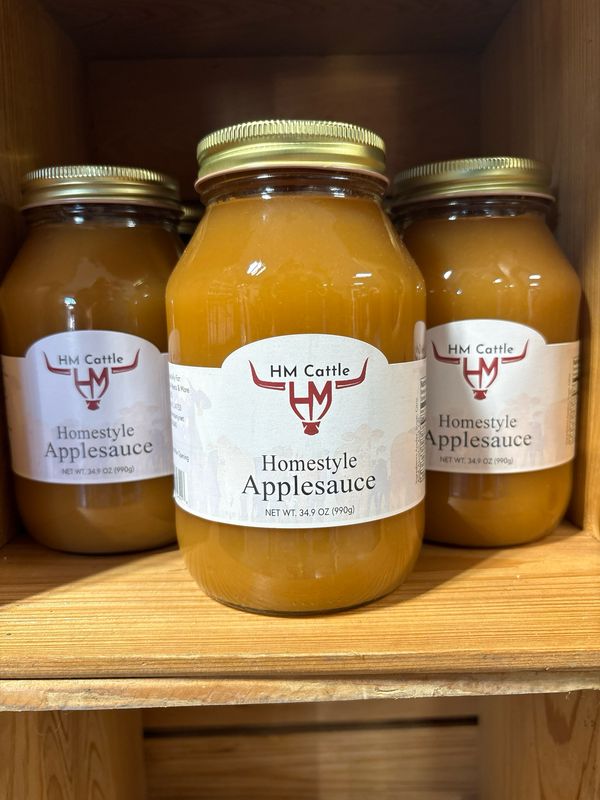 HM Cattle
HM
Homestyle
Applesauce
NET WT. 34.9 OZ (990g)
HM Cattle
HM
Homestyle
Applesauce
NET WT. 34.9 OZ (990g)
HM Cattle
HM
Homestyle
Applesauce
NET WT. 34.9 OZ (990g)